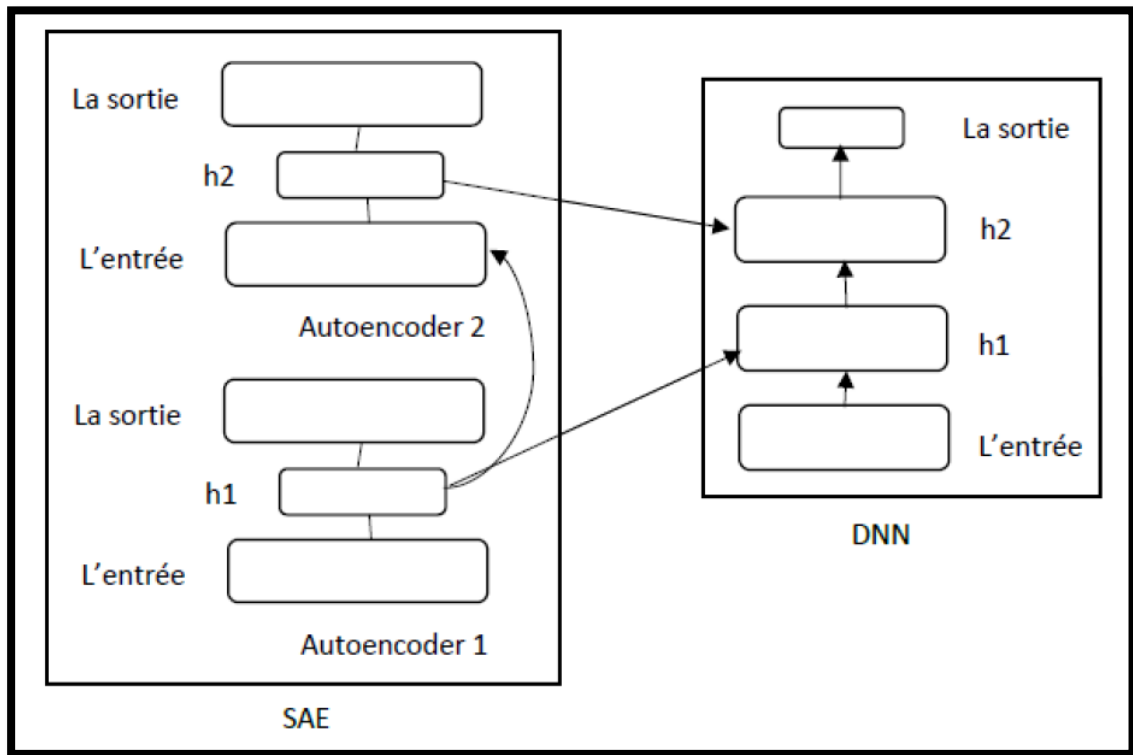 La sortie
h2
L'entrée
Autoencoder 2
La sortie
h1
L'entrée
Autoencoder 1
SAE
La sortie
h2
h1
L'entrée
DNN